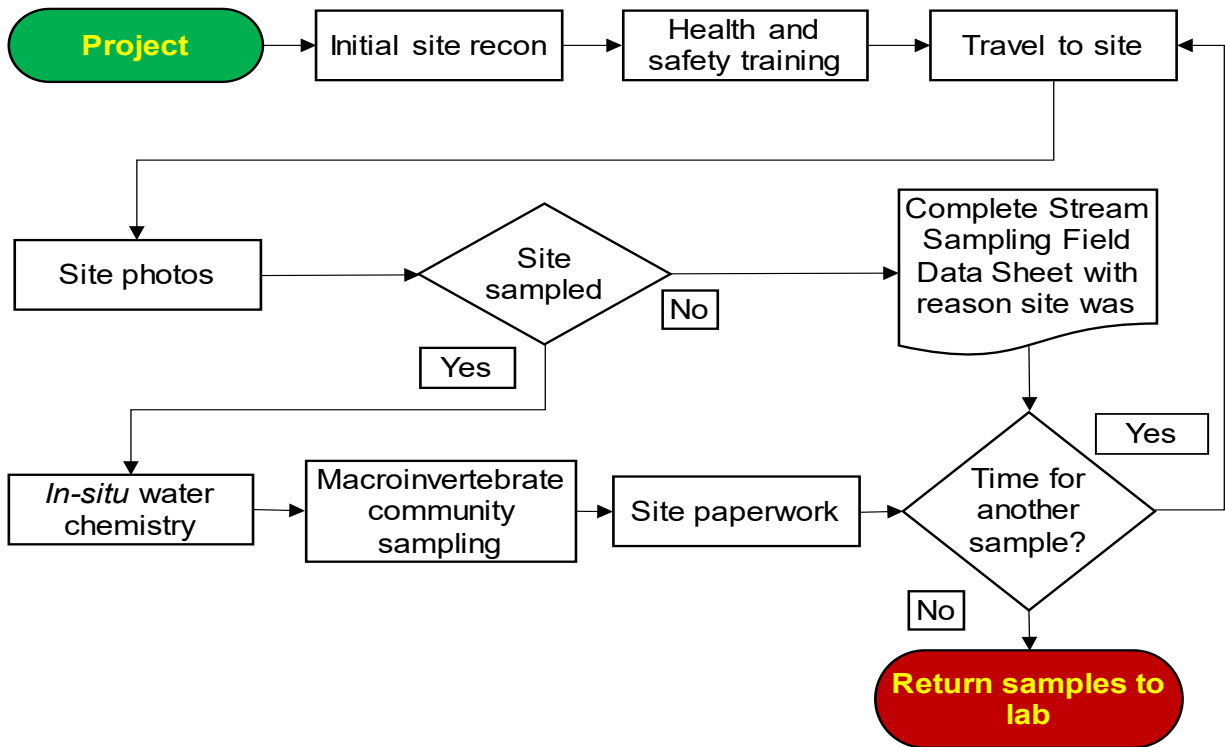 Project
Initial site recon
Health and
safety training
Travel to site
Site photos
Site
sampled
No
Complete Stream
Sampling Field
Data Sheet with
reason site was
Yes
In-situ water
chemistry
Macroinvertebrate
community
sampling
Site paperwork
Time for
another
sample?
Yes
No
Return samples to
lab